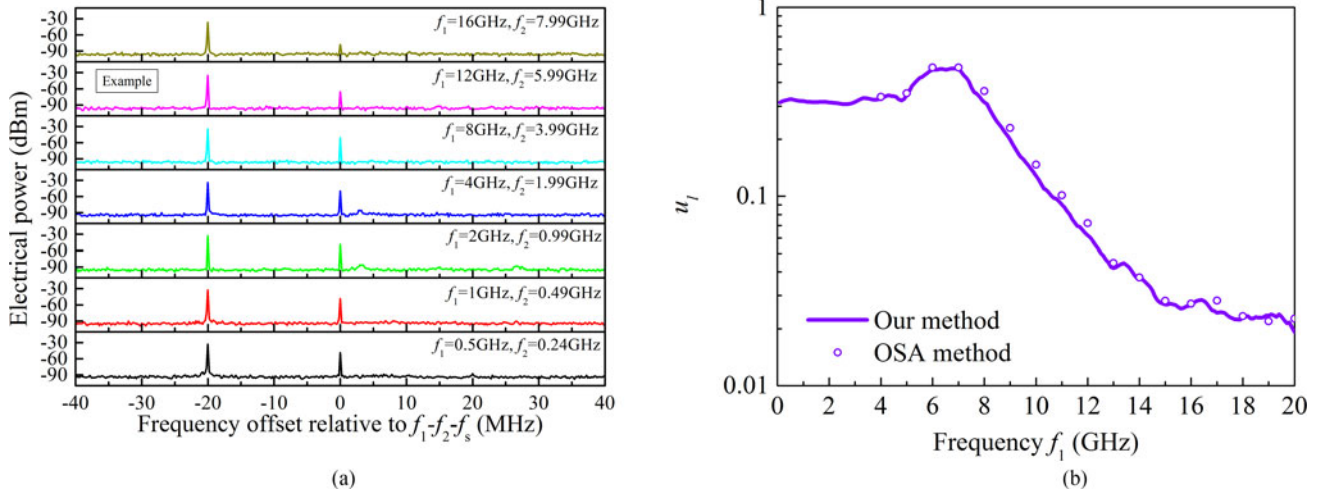 -30
-60
-90
f1=16GHz, f2=7.99GHz
-30
-60
-90
Example
f1=12GHz, f2=5.99GHz
-30
-60
-90
f1=8GHz, f2=3.99GHz
-30
-60
-90
f1=4GHz, f2=1.99GHz
-30
-60
-90
f1=2GHz, f2=0.99GHz
-30
-60
-90
f1=1GHz, f2=0.49GHz
-30
-60
-90
f1=0.5GHz, f2=0.24GHz
Electrical power (dBm)
-40 -30 -20 -10 0 10 20 30 40
Frequency offset relative to f1-f2-fs (MHz)
(a)
1
0.1
0.01
u1
Our method
OSA method
0 2 4 6 8 10 12 14 16 18 20
Frequency f1 (GHz)
(b)